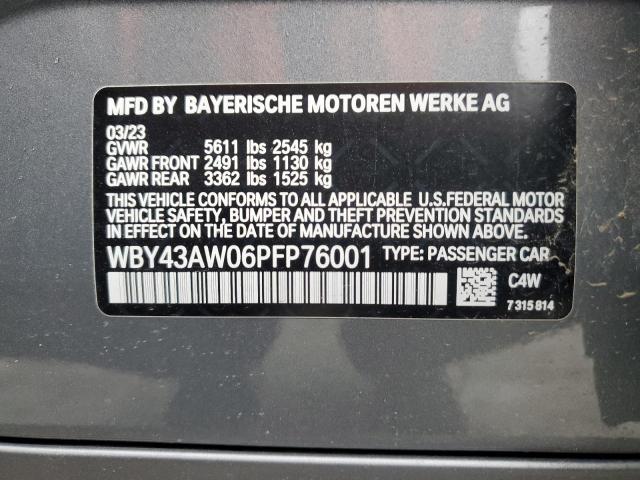 MFD BY BAYERISCHE MOTOREN WERKE AG
03/23
GVWR 5611 lbs 2545 kg
GAWR FRONT 2491 lbs 1130 kg
GAWR REAR 3362 lbs 1525 kg
THIS VEHICLE CONFORMS TO ALL APPLICABLE U.S.FEDERAL MOTOR
VEHICLE SAFETY, BUMPER AND THEFT PREVENTION STANDARDS
IN EFFECT ON THE DATE OF MANUFACTURE SHOWN ABOVE.
WBY43AW06PFP76001 TYPE: PASSENGER CAR
C4W
7 315 814